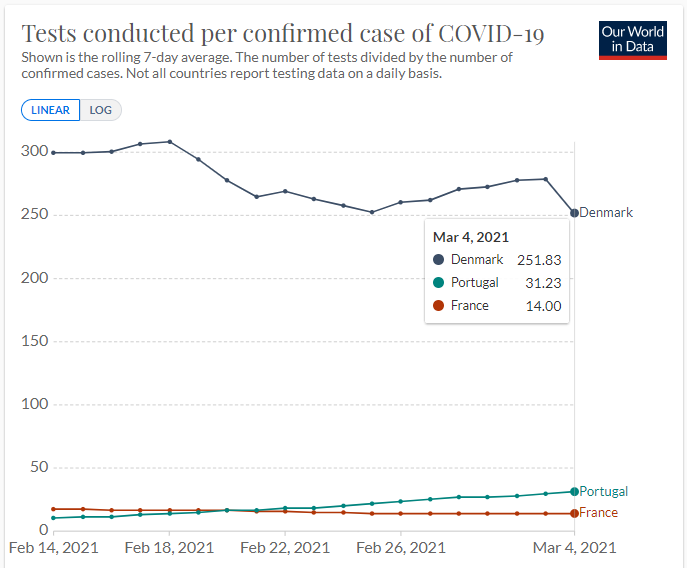 Tests conducted per confirmed case of COVID-19
Our World
in Data
Shown is the rolling 7-day average. The number of tests divided by the number of
confirmed cases. Not all countries report testing data on a daily basis.
LINEAR
LOG
300
250
200
150
100
50
0
Denmark
Mar 4, 2021
Denmark 251.83
Portugal 31.23
France 14.00
Portugal
France
Feb 14, 2021
Feb 18, 2021
Feb 22, 2021
Feb 26, 2021
Mar 4, 2021